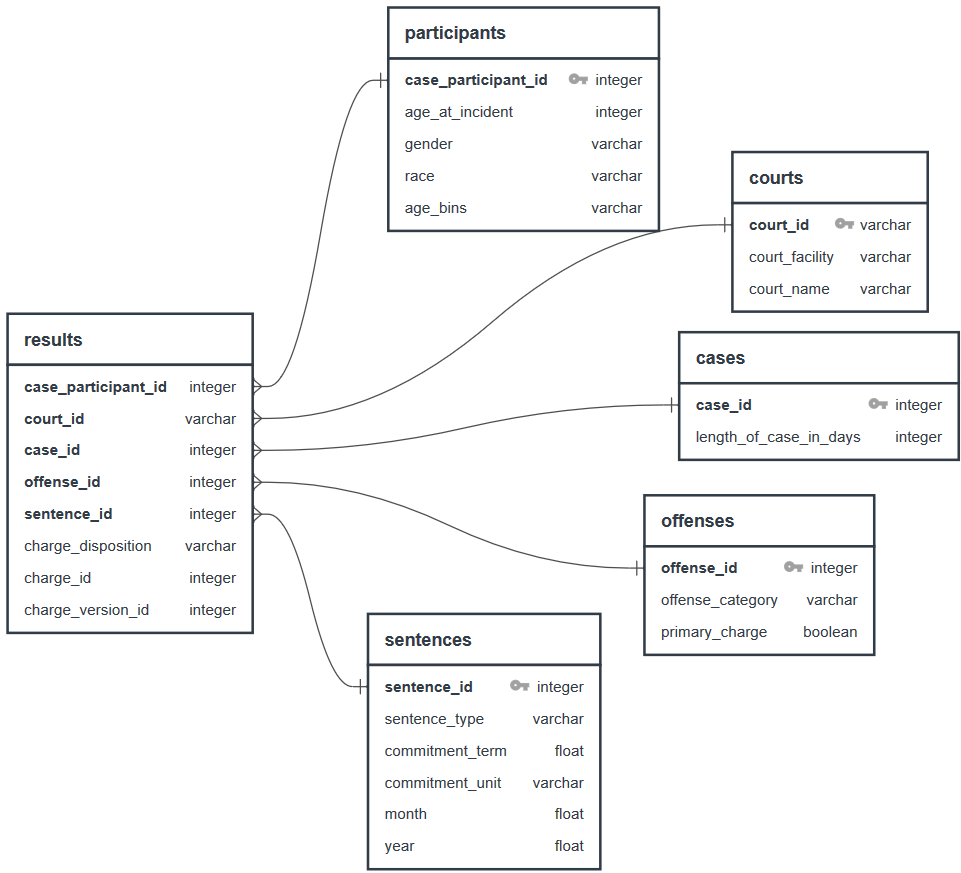 participants
case_participant_id integer
age_at_incident integer
gender varchar
race varchar
age_bins varchar
courts
court_id varchar
court_facility varchar
court_name varchar
results
case_participant_id integer
court_id varchar
case_id integer
offense_id integer
sentence_id integer
charge_disposition varchar
charge_id integer
charge_version_id integer
cases
case_id integer
length_of_case_in_days integer
offenses
offense_id integer
offense_category varchar
primary_charge boolean
sentences
sentence_id integer
sentence_type varchar
commitment_term float
commitment_unit varchar
month float
year float